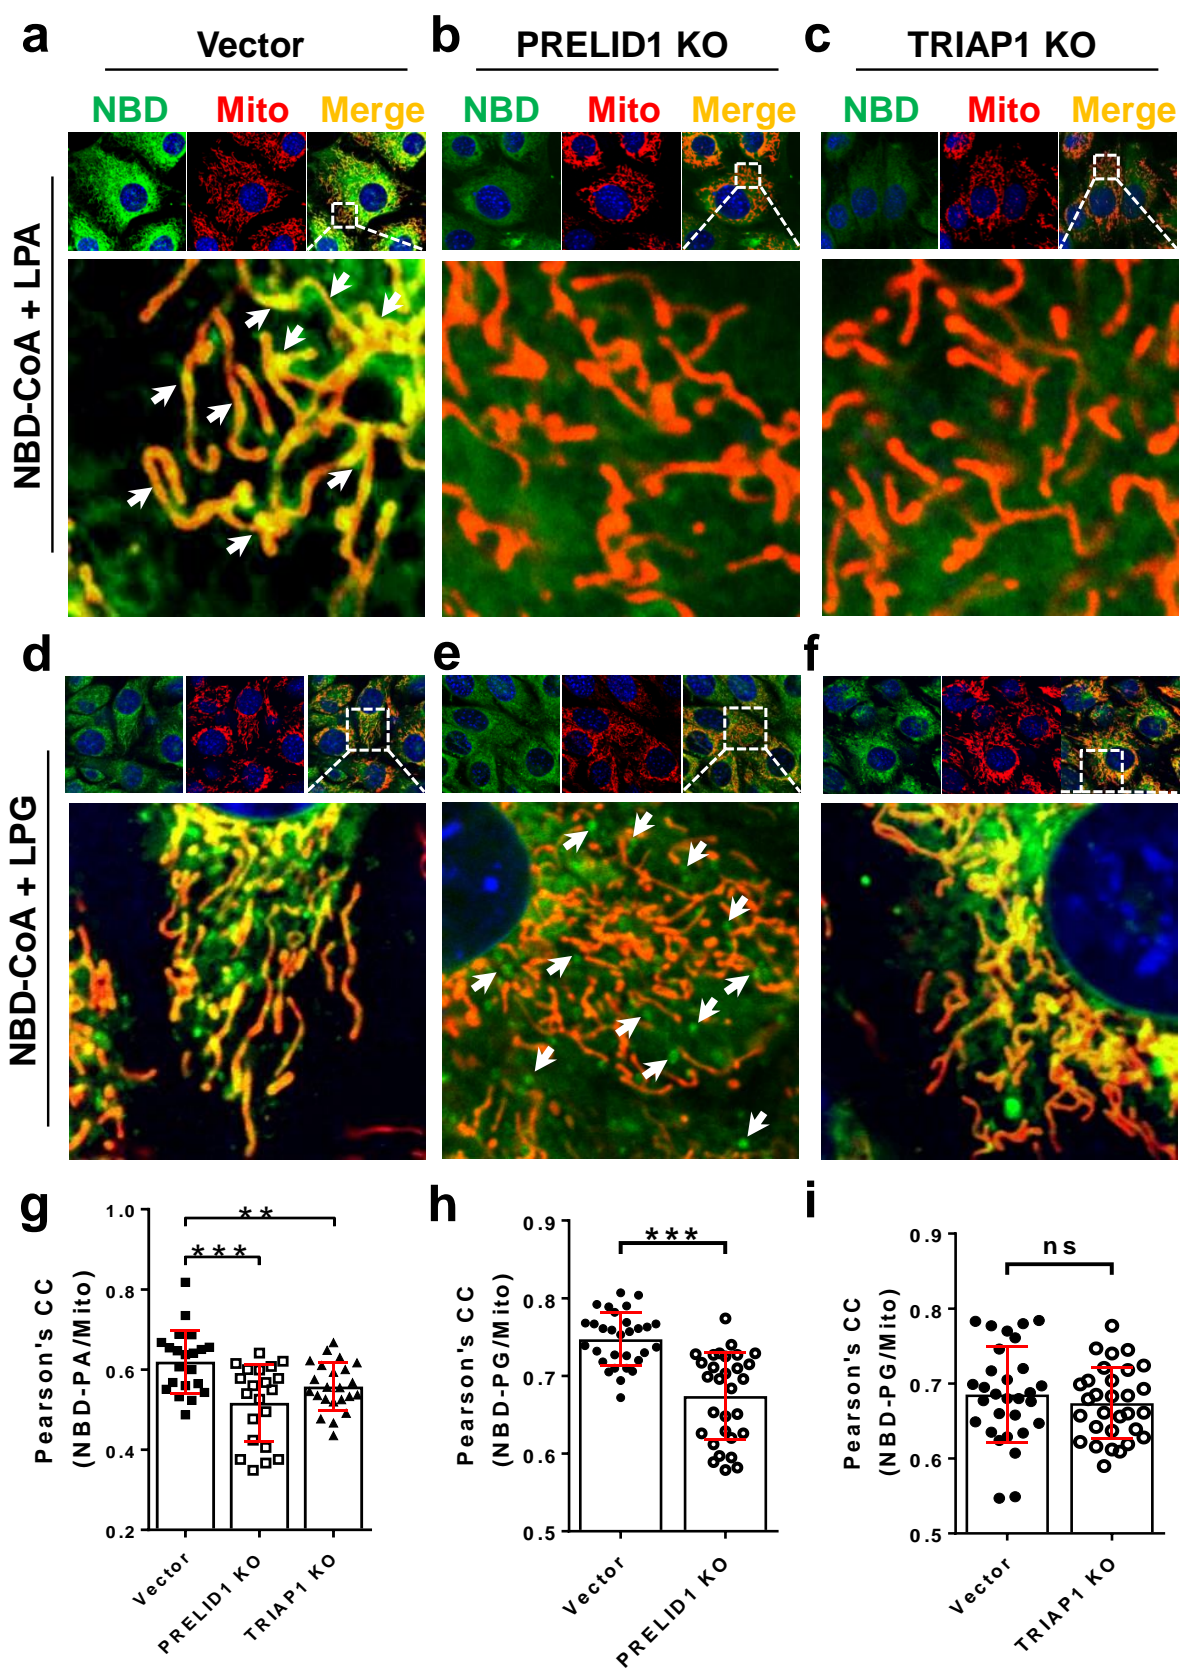 a Vector
b PRELID1 KO
c TRIAP1 KO
NBD Mito Merge
NBD Mito Merge
NBD Mito Merge
NBD-CoA + LPA
d
e
f
NBD-CoA + LPG
g
Pearson's CC
(NBD-PA/Mito)
1.0
0.8
0.6
0.4
0.2
**
***
Vector
PRELID1 KO
TRIAP1 KO
h
Pearson's CC
(NBD-PG/Mito)
0.9
0.8
0.7
0.6
0.5
***
Vector
PRELID1 KO
i
Pearson's CC
(NBD-PG/Mito)
0.9
0.8
0.7
0.6
0.5
ns
Vector
TRIAP1 KO